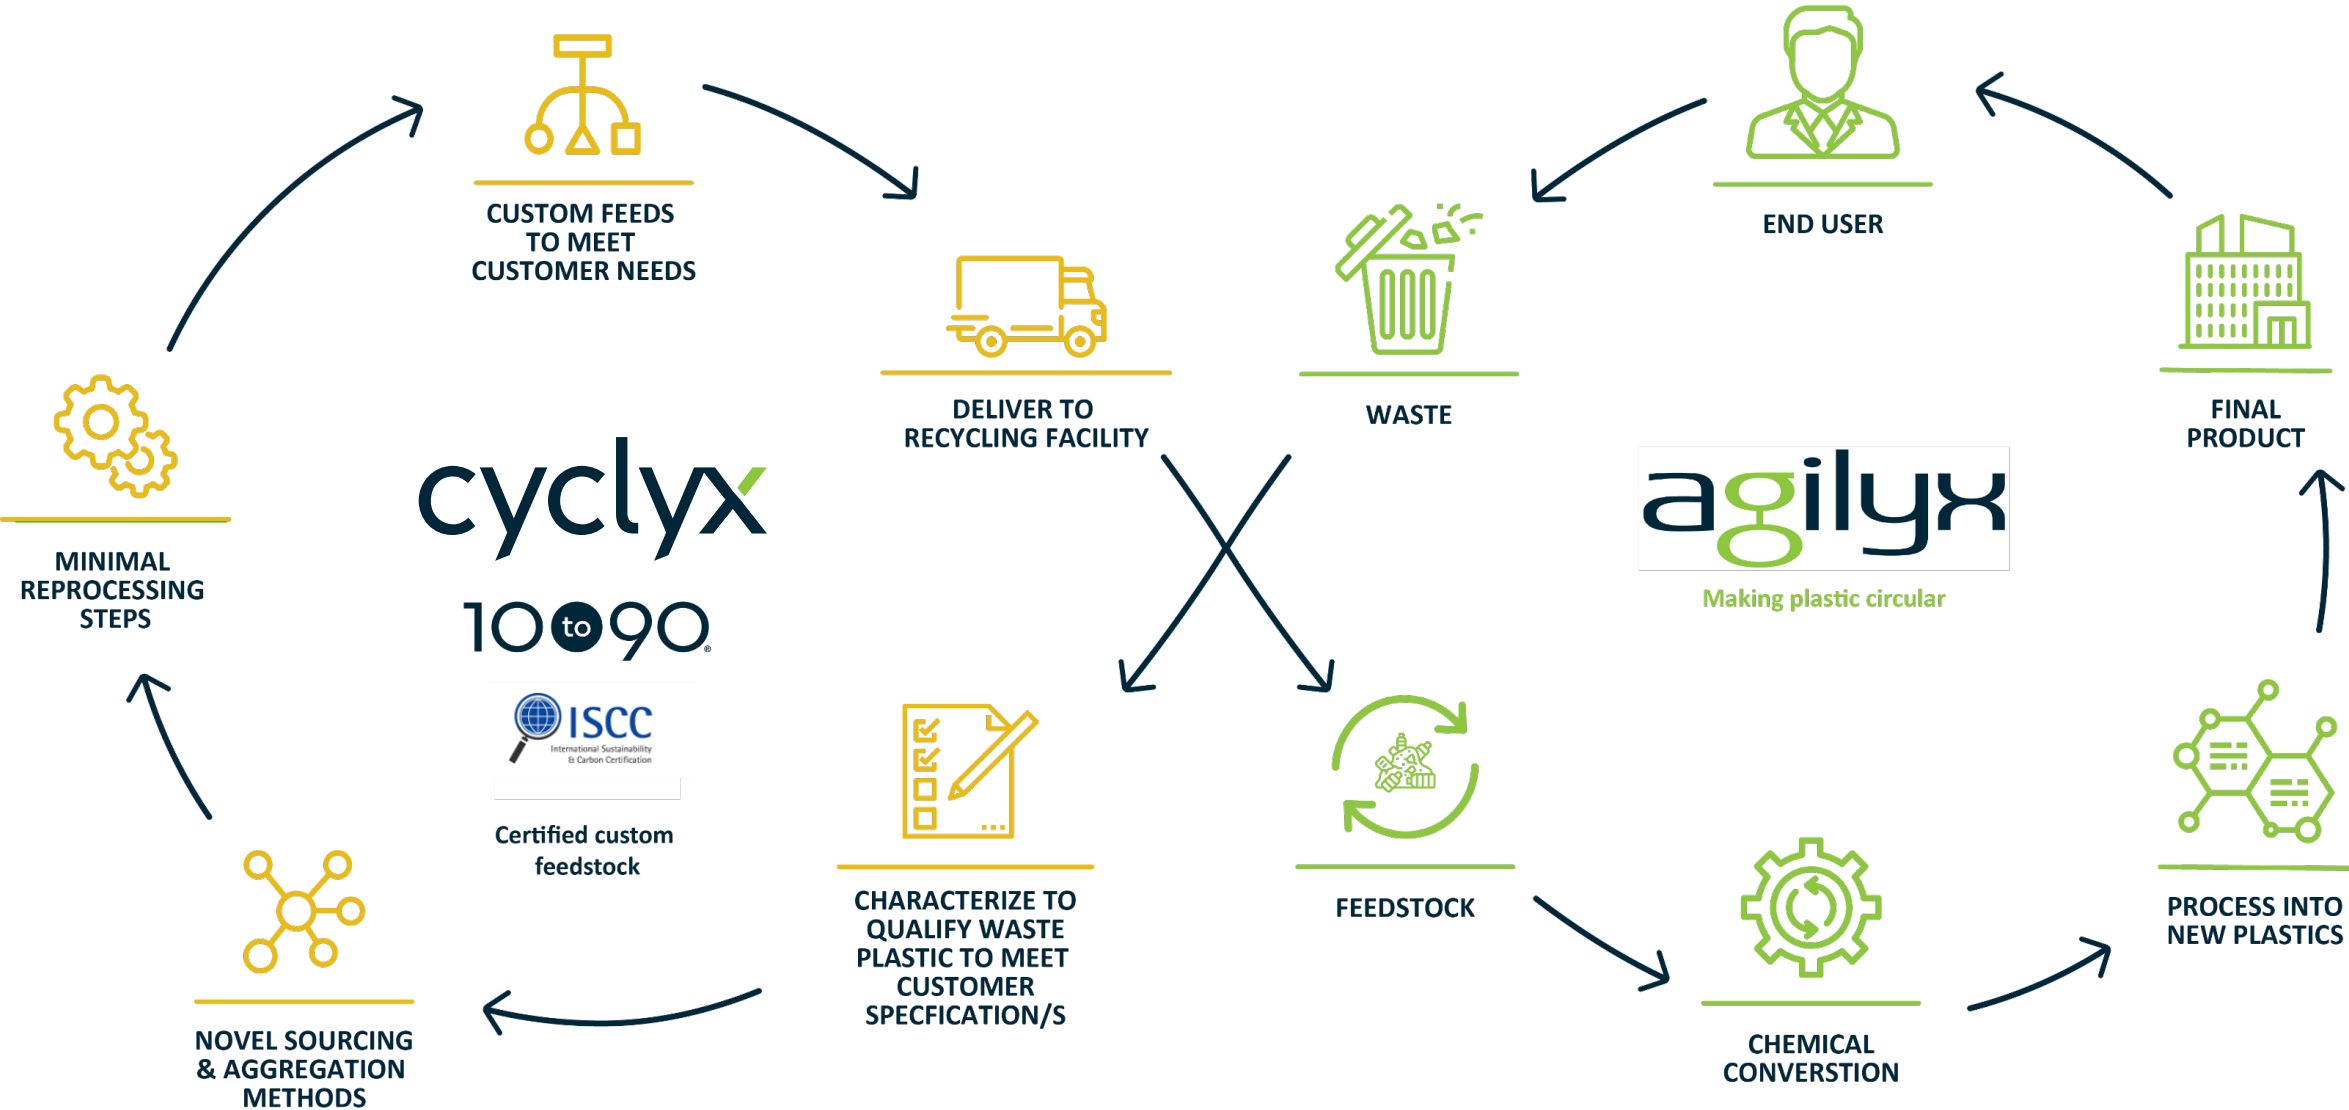 CUSTOM FEEDS
TO MEET
CUSTOMER NEEDS
DELIVER TO
RECYCLING FACILITY
MINIMAL
REPROCESSING
STEPS
cyclyx
10 to 90®
ISCC
International Sustainability
& Carbon Certification
Certified custom
feedstock
NOVEL SOURCING
& AGGREGATION
METHODS
CHARACTERIZE TO
QUALIFY WASTE
PLASTIC TO MEET
CUSTOMER
SPECFICATION/S
END USER
WASTE
FINAL
PRODUCT
agilyx
Making plastic circular
FEEDSTOCK
CHEMICAL
CONVERSTION
PROCESS INTO
NEW PLASTICS